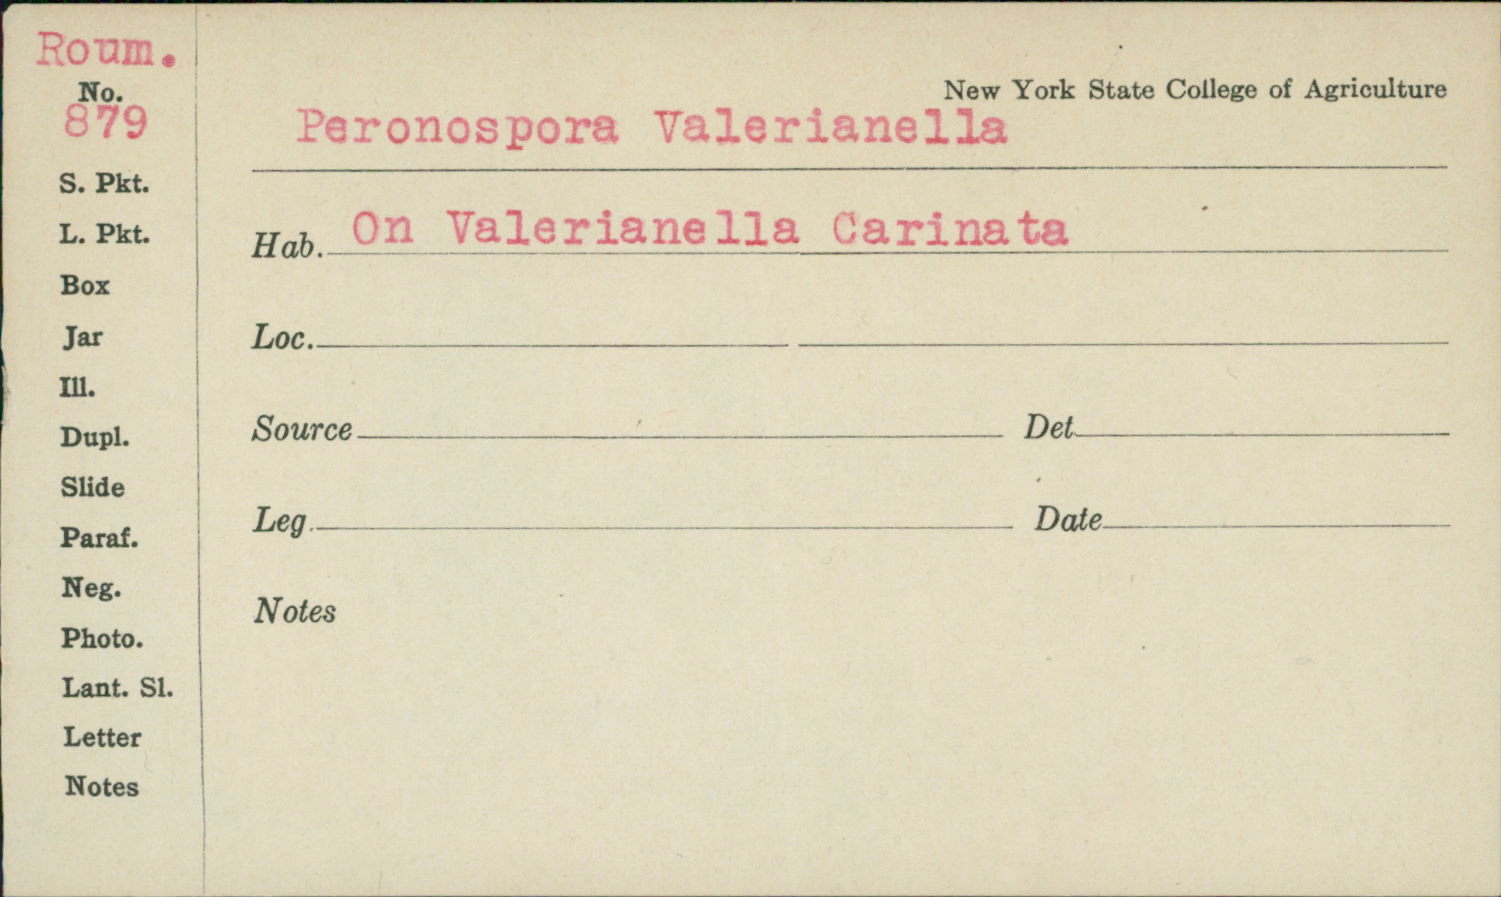 Roum.
No.
879
S. Pkt.
L. Pkt.
Box
Jar
Ill.
Dupl.
Slide
Paraf.
Neg.
Photo.
Lant. Sl.
Letter
Notes
New York State College of Agriculture
Peronospora Valerianella
Hab. On Valerianella Carinata
Loc.
Source Det.
Leg. Date
Notes